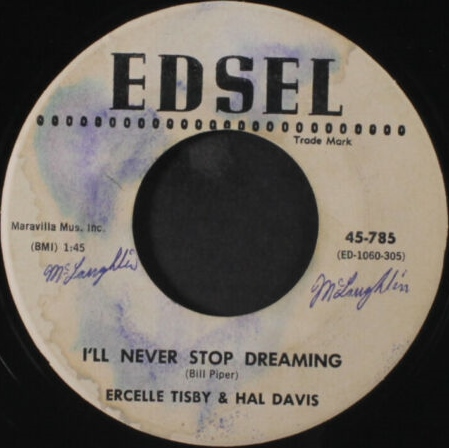 EDSEL
Trade Mark
Maravilla Mus. Inc.
(BMI) 1:45
McLaughlin
45-785
(ED-1060-305)
McLaughlin
I'LL NEVER STOP DREAMING
(Bill Piper)
ERCELLE TISBY & HAL DAVIS